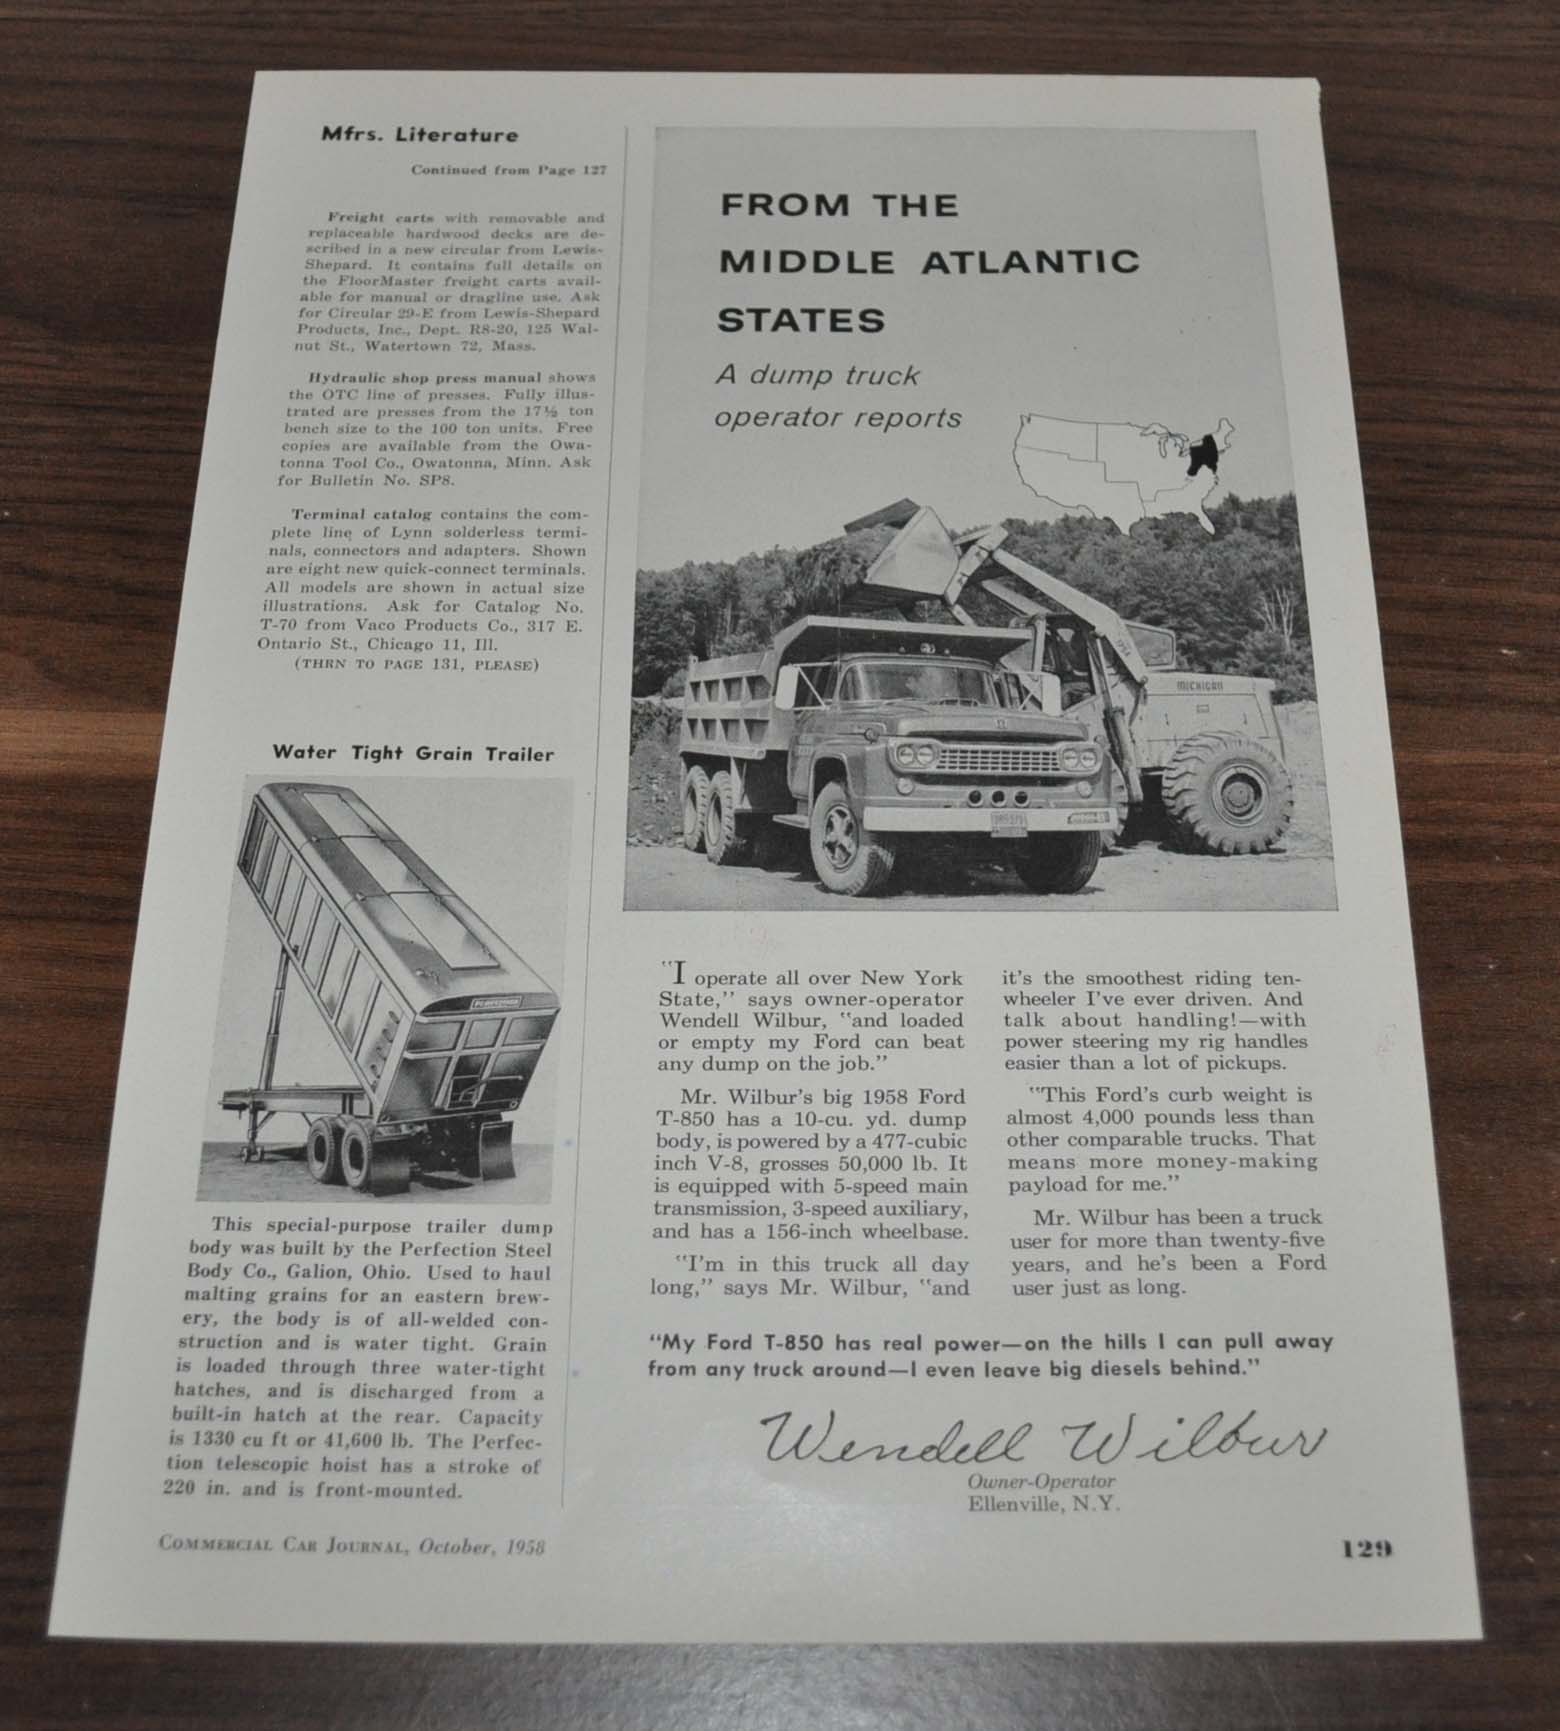 Mfrs. Literature
Continued from Page 127
Freight carts with removable and
replaceable hardwood decks are de-
scribed in a new circular from Lewis-
Shepard. It contains full details on
the FloorMaster freight carts avail-
able for manual or dragline use. Ask
for Circular 29-E from Lewis-Shepard
Products, Inc., Dept. R8-20, 125 Wal-
nut St., Watertown 72, Mass.
Hydraulic shop press manual shows
the OTC line of presses. Fully illus-
trated are presses from the 17½ ton
bench size to the 100 ton units. Free
copies are available from the Owa-
tonna Tool Co., Owatonna, Minn. Ask
for Bulletin No. SP8.
Terminal catalog contains the com-
plete line of Lynn solderless termi-
nals, connectors and adapters. Shown
are eight new quick-connect terminals.
All models are shown in actual size
illustrations. Ask for Catalog No.
T-70 from Vaco Products Co., 317 E.
Ontario St., Chicago 11, Ill.
(THRN TO PAGE 131, PLEASE)
Water Tight Grain Trailer
PERFECTION
This special-purpose trailer dump
body was built by the Perfection Steel
Body Co., Galion, Ohio. Used to haul
malting grains for an eastern brew-
ery, the body is of all-welded con-
struction and is water tight. Grain
is loaded through three water-tight
hatches, and is discharged from a
built-in hatch at the rear. Capacity
is 1330 cu ft or 41,600 lb. The Perfec-
tion telescopic hoist has a stroke of
220 in. and is front-mounted.
FROM THE
MIDDLE ATLANTIC
STATES
A dump truck
operator reports
MICHIGAN
"I operate all over New York
State," says owner-operator
Wendell Wilbur, "and loaded
or empty my Ford can beat
any dump on the job."
Mr. Wilbur's big 1958 Ford
T-850 has a 10-cu. yd. dump
body, is powered by a 477-cubic
inch V-8, grosses 50,000 lb. It
is equipped with 5-speed main
transmission, 3-speed auxiliary,
and has a 156-inch wheelbase.
"I'm in this truck all day
long," says Mr. Wilbur, "and
it's the smoothest riding ten-
wheeler I've ever driven. And
talk about handling!—with
power steering my rig handles
easier than a lot of pickups.
"This Ford's curb weight is
almost 4,000 pounds less than
other comparable trucks. That
means more money-making
payload for me."
Mr. Wilbur has been a truck
user for more than twenty-five
years, and he's been a Ford
user just as long.
"My Ford T-850 has real power—on the hills I can pull away
from any truck around—I even leave big diesels behind."
Wendell Wilbur
Owner-Operator
Ellenville, N.Y.
COMMERCIAL CAR JOURNAL, October, 1958
129